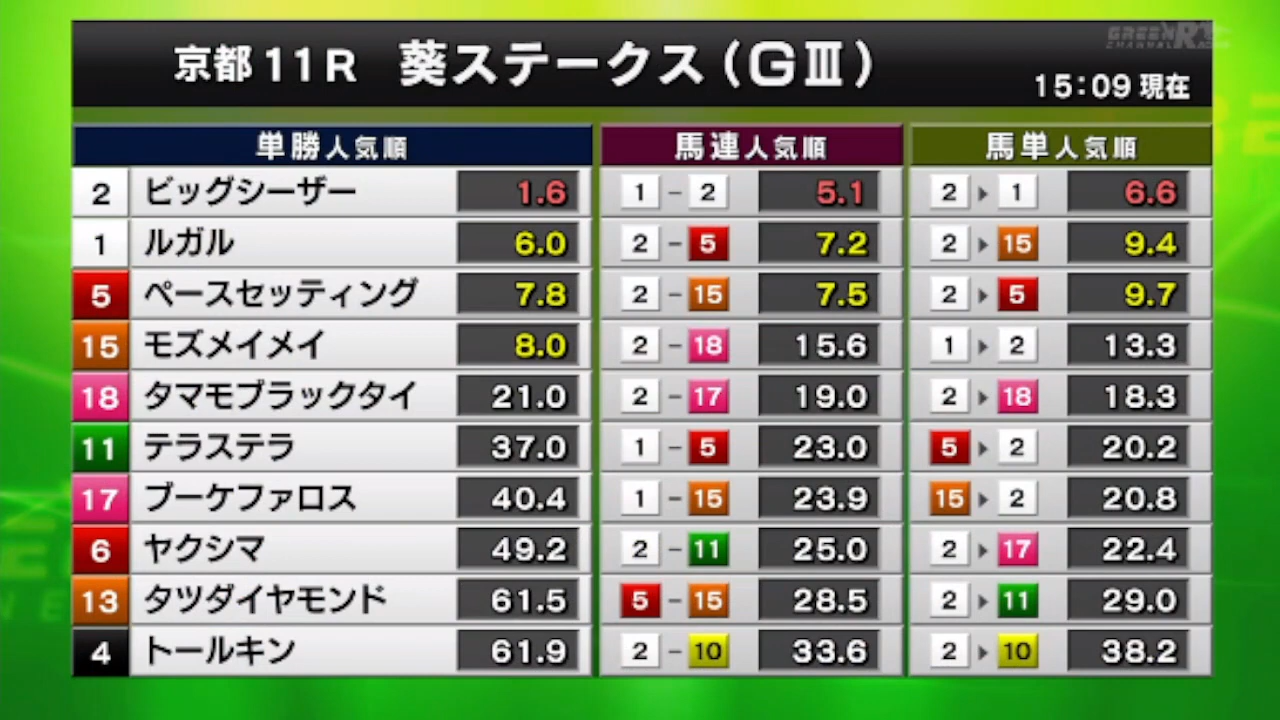 京都11R 葵ステークス(GⅢ)
GREEN CHANNEL
15:09 現在
単勝人気順 馬連人気順 馬単人気順
2 ビッグシーザー 1.6 1-2 5.1 2▶1 6.6
1 ルガル 6.0 2-5 7.2 2▶15 9.4
5 ペースセッティング 7.8 2-15 7.5 2▶5 9.7
15 モズメイメイ 8.0 2-18 15.6 1▶2 13.3
18 タマモブラックタイ 21.0 2-17 19.0 2▶18 18.3
11 テラステラ 37.0 1-5 23.0 5▶2 20.2
17 ブーケファロス 40.4 1-15 23.9 15▶2 20.8
6 ヤクシマ 49.2 2-11 25.0 2▶17 22.4
13 タツダイヤモンド 61.5 5-15 28.5 2▶11 29.0
4 トールキン 61.9 2-10 33.6 2▶10 38.2